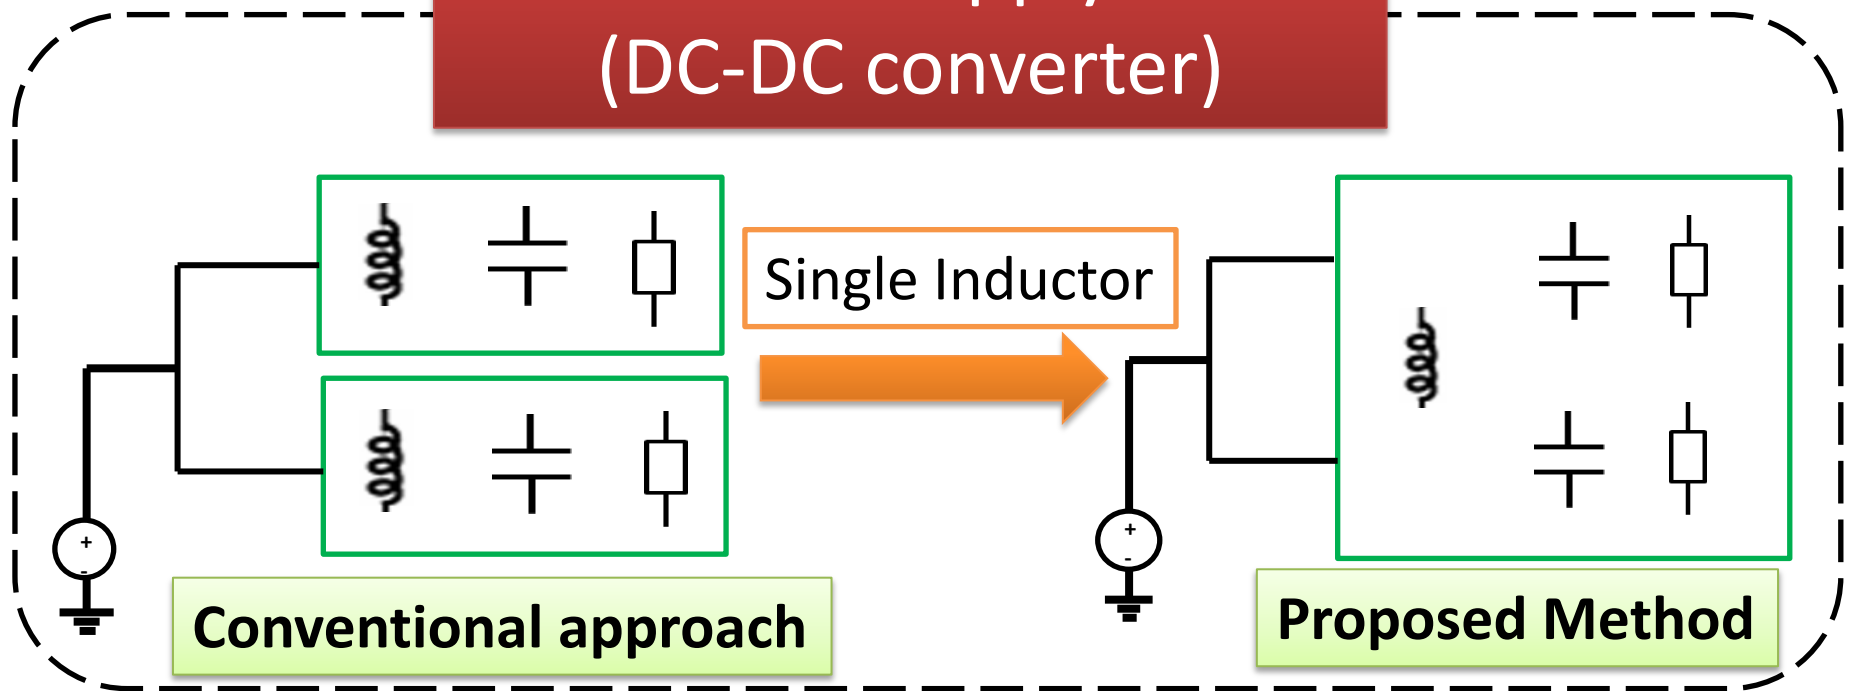 (DC-DC converter)
Single Inductor
+
-
+
-
Conventional approach
Proposed Method